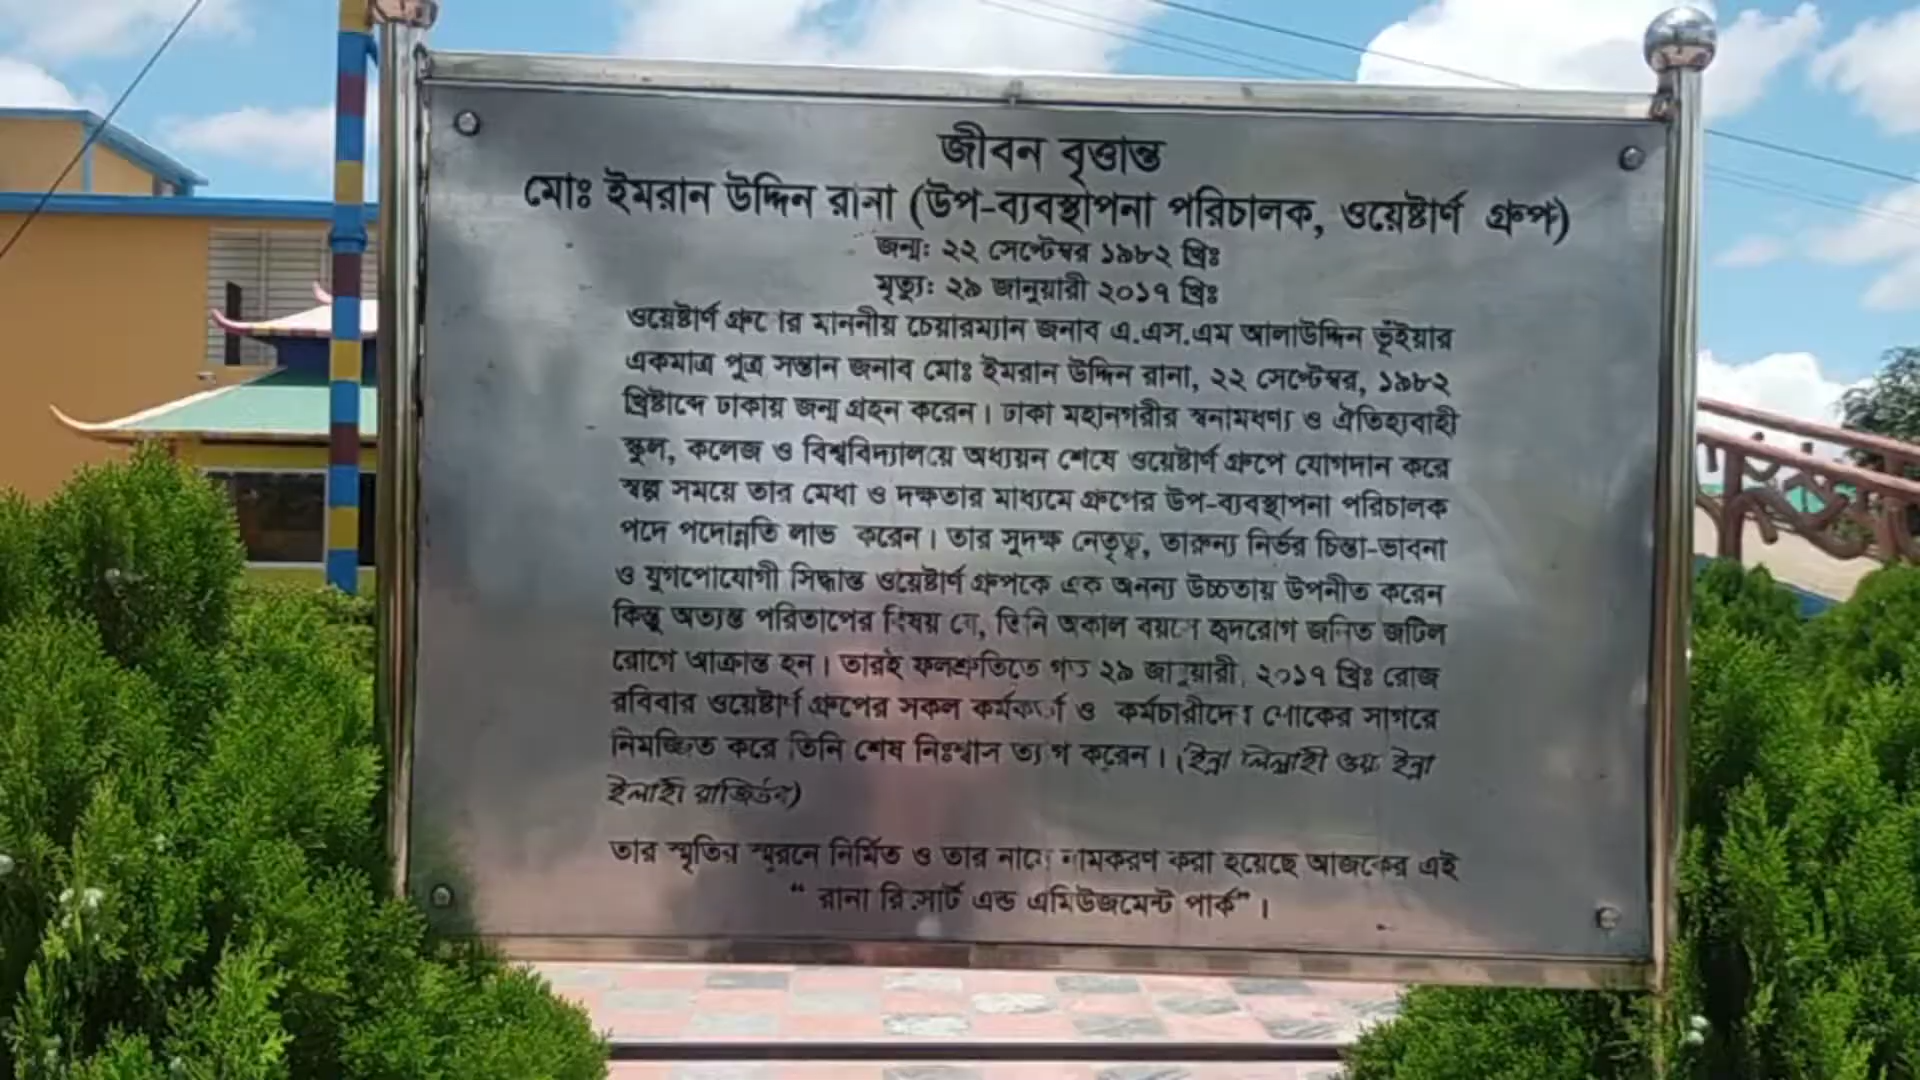 জীবন বৃত্তান্ত
মোঃ ইমরান উদ্দিন রানা (উপ-ব্যবস্থাপনা পরিচালক, ওয়েষ্টার্ণ গ্রুপ)
জন্ম: ২২ সেপ্টেম্বর ১৯৮২ খ্রিঃ
মৃত্যু: ২৯ জানুয়ারী ২০১৭ খ্রিঃ
ওয়েষ্টার্ণ গ্রুপের মাননীয় চেয়ারম্যান জনাব এ.এস.এম আলাউদ্দিন ভূঁইয়ার
একমাত্র পুত্র সন্তান জনাব মোঃ ইমরান উদ্দিন রানা, ২২ সেপ্টেম্বর, ১৯৮২
খ্রিষ্টাব্দে ঢাকায় জন্ম গ্রহন করেন। ঢাকা মহানগরীর স্বনামধণ্য ও ঐতিহ্যবাহী
স্কুল, কলেজ ও বিশ্ববিদ্যালয়ে অধ্যয়ন শেষে ওয়েষ্টার্ণ গ্রুপে যোগদান করে
স্বল্প সময়ে তার মেধা ও দক্ষতার মাধ্যমে গ্রুপের উপ-ব্যবস্থাপনা পরিচালক
পদে পদোন্নতি লাভ করেন। তার সুদক্ষ নেতৃত্ব, তারুন্য নির্ভর চিন্তা-ভাবনা
ও যুগপোযোগী সিদ্ধান্ত ওয়েষ্টার্ণ গ্রুপকে এক অনন্য উচ্চতায় উপনীত করেন
কিন্তু অত্যন্ত পরিতাপের বিষয় যে, তিনি অকাল বয়সে হৃদরোগ জনিত জটিল
রোগে আক্রান্ত হন। তারই ফলশ্রুতিতে গত ২৯ জানুয়ারী, ২০১৭ খ্রিঃ রোজ
রবিবার ওয়েষ্টার্ণ গ্রুপের সকল কর্মকর্তা ও কর্মচারীদের শোকের সাগরে
নিমজ্জিত করে তিনি শেষ নিঃশ্বাস ত্যাগ করেন। (ইন্না লিল্লাহী ওয়া ইন্না
ইলাহী রাজিউন)
তার স্মৃতির স্মরনে নির্মিত ও তার নামে নামকরণ করা হয়েছে আজকের এই
“ রানা রিসোর্ট এন্ড এমিউজমেন্ট পার্ক”।